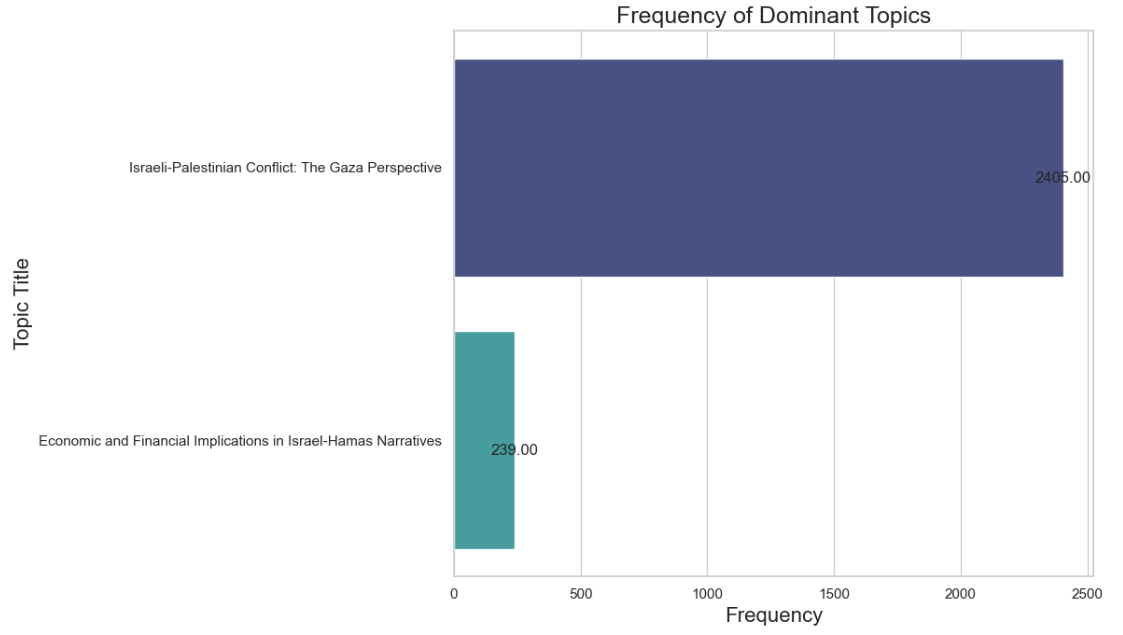 Frequency of Dominant Topics
Topic Title
Israeli-Palestinian Conflict: The Gaza Perspective
2405.00
Economic and Financial Implications in Israel-Hamas Narratives
239.00
0 500 1000 1500 2000 2500
Frequency